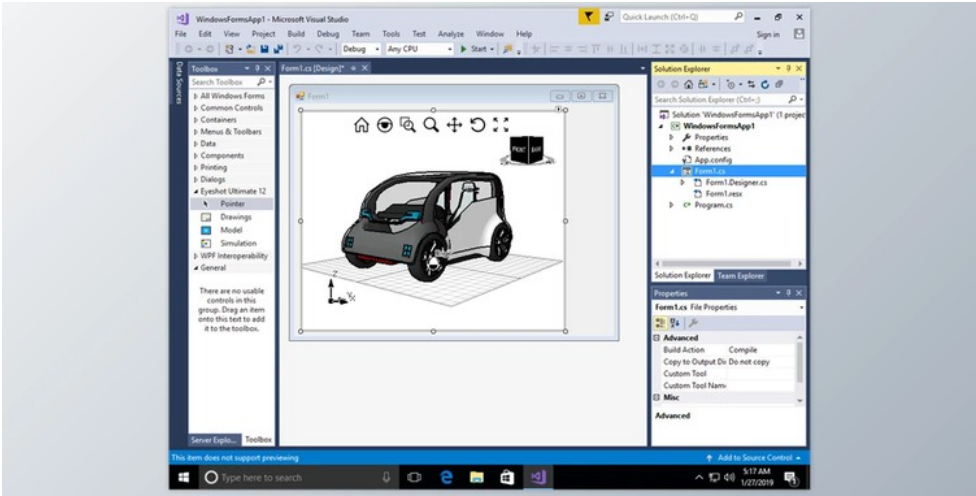 WindowsFormsApp1 - Microsoft Visual Studio
Quick Launch (Ctrl+Q)
File Edit View Project Build Debug Team Tools Test Analyze Window Help
Sign in
Debug Any CPU Start
Data Sources
Toolbox
Search Toolbox
All Windows Forms
Common Controls
Containers
Menus & Toolbars
Data
Components
Printing
Dialogs
Eyeshot Ultimate 12
Pointer
Drawings
Model
Simulation
WPF Interoperability
General
There are no usable
controls in this
group. Drag an item
onto this text to add
it to the toolbox.
Server Explo... Toolbox
Form1.cs [Design]*
Form1
FRONT
Z
Y
X
Solution Explorer
Search Solution Explorer (Ctrl+;)
Solution 'WindowsFormsApp1' (1 projec
WindowsFormsApp1
Properties
References
App.config
Form1.cs
Form1.Designer.cs
Form1.resx
Program.cs
Solution Explorer Team Explorer
Properties
Form1.cs File Properties
Advanced
Build Action Compile
Copy to Output Dir Do not copy
Custom Tool
Custom Tool Name
Misc
Advanced
This item does not support previewing
Add to Source Control
Type here to search
5:17 AM
1/27/2019